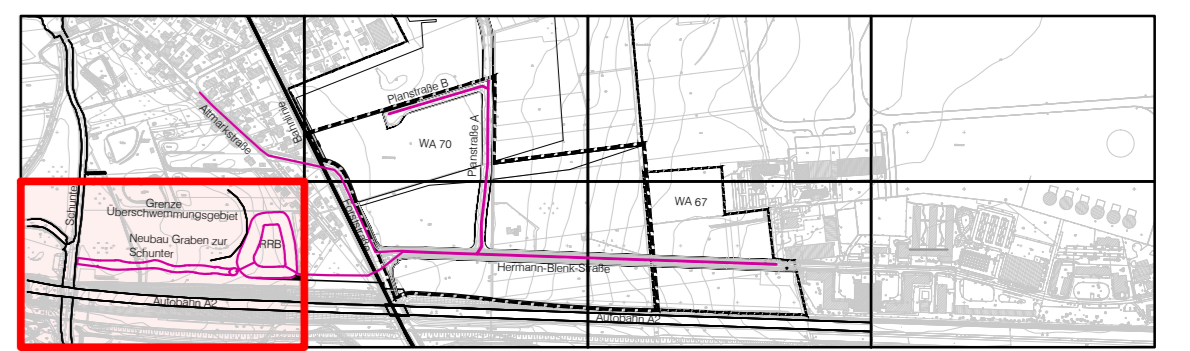 Planstraße B
Bahnlinie
Altmarkstraße
WA 70
Planstraße A
Schunter
Grenze
Überschwemmungsgebiet
WA 67
Forststraße
Neubau Graben zur
Schunter
RRB
Hermann-Blenk-Straße
Autobahn A2
Autobahn A2